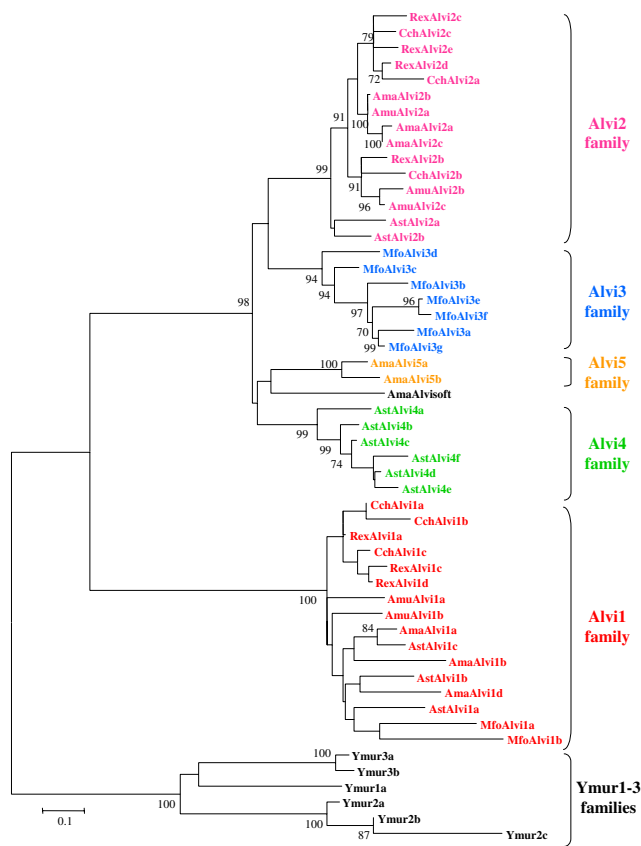 RexAlvi2c
79
CchAlvi2c
RexAlvi2e
RexAlvi2d
72
CchAlvi2a
AmaAlvi2b
91
AmuAlvi2a
100
AmaAlvi2a
100
AmaAlvi2c
RexAlvi2b
99
CchAlvi2b
91
AmuAlvi2b
96
AmuAlvi2c
AstAlvi2a
AstAlvi2b
Alvi2
family
MfoAlvi3d
94
MfoAlvi3c
94
MfoAlvi3b
96
MfoAlvi3e
97
MfoAlvi3f
70
MfoAlvi3a
99
MfoAlvi3g
Alvi3
family
98
100
AmaAlvi5a
AmaAlvi5b
Alvi5
family
AmaAlvisoft
AstAlvi4a
99
AstAlvi4b
99
AstAlvi4c
74
AstAlvi4f
AstAlvi4d
AstAlvi4e
Alvi4
family
CchAlvi1a
CchAlvi1b
RexAlvi1a
CchAlvi1c
RexAlvi1c
RexAlvi1d
100
AmuAlvi1a
AmuAlvi1b
84
AmaAlvi1a
AstAlvi1c
AmaAlvi1b
AstAlvi1b
AmaAlvi1d
AstAlvi1a
MfoAlvi1a
MfoAlvi1b
Alvi1
family
100
Ymur3a
Ymur3b
Ymur1a
100
Ymur2a
100
Ymur2b
87
Ymur2c
Ymur1-3
families
0.1